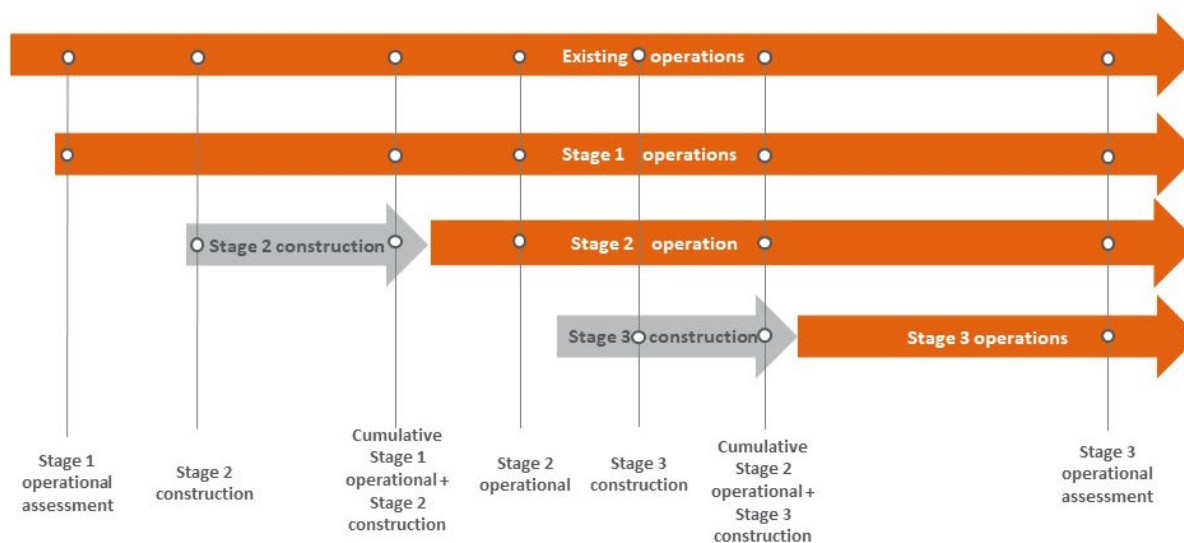 Existing operations
Stage 1 operations
Stage 2 construction
Stage 2 operation
Stage 3 construction
Stage 3 operations
Stage 1
operational
assessment
Stage 2
construction
Cumulative
Stage 1
operational +
Stage 2
construction
Stage 2
operational
Stage 3
construction
Cumulative
Stage 2
operational +
Stage 3
construction
Stage 3
operational
assessment